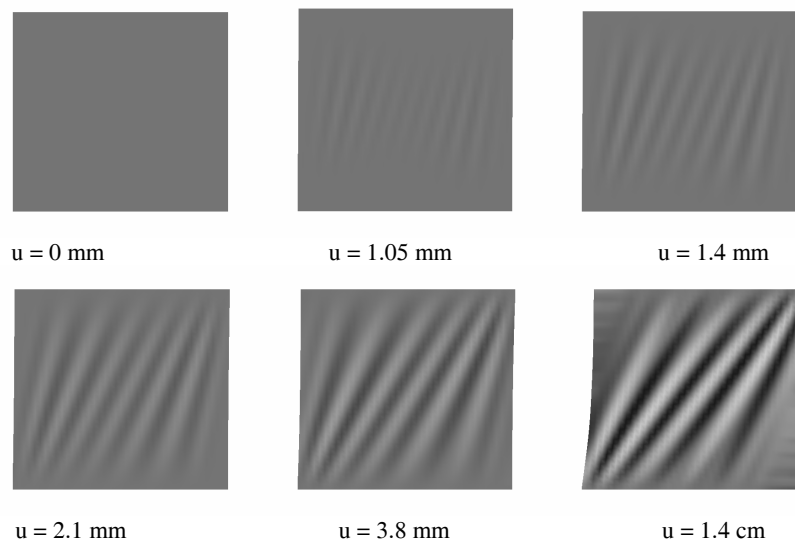 u = 0 mm
u = 1.05 mm
u = 1.4 mm
u = 2.1 mm
u = 3.8 mm
u = 1.4 cm